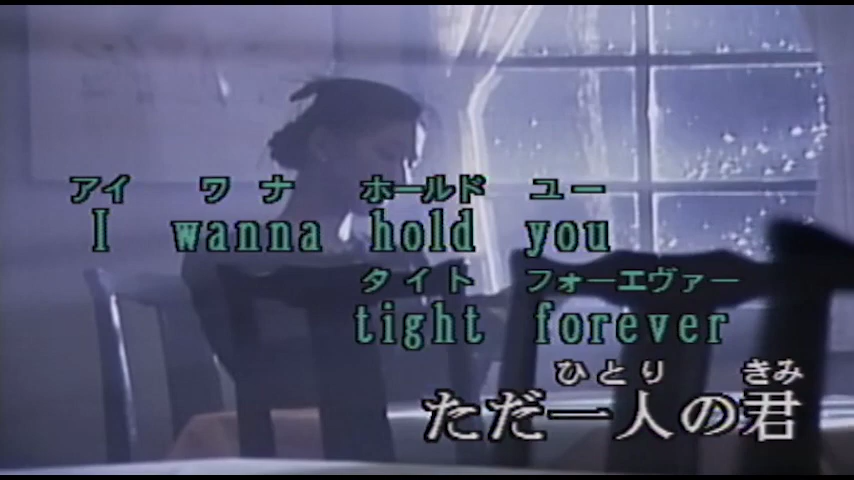 アイ ワ ナ ホールド ユー
I wanna hold you
タイト フォーエヴァー
tight forever
ひとり きみ
ただ一人の君